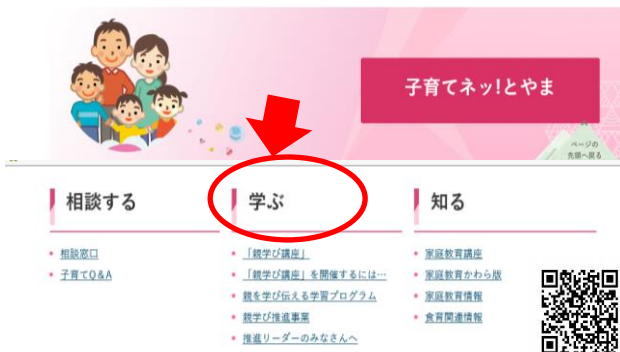 子育てネッ!とやま
ページの
先頭へ戻る
相談する
相談窓口
子育てQ&A
学ぶ
「親学び講座」
「親学び講座」を開催するには…
親を学び伝える学習プログラム
親学び推進事業
推進リーダーのみなさんへ
知る
家庭教育講座
家庭教育かわら版
家庭教育情報
食育関連情報